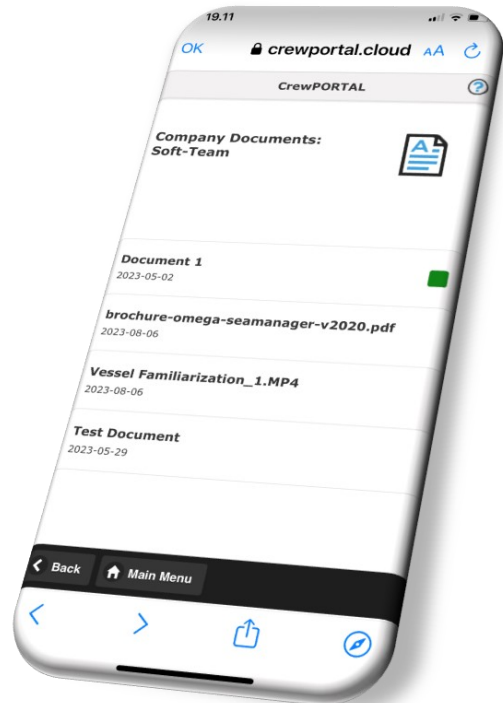 19.11
OK crewportal.cloud AA
CrewPORTAL
?
Company Documents:
Soft-Team
A
Document 1
2023-05-02
brochure-omega-seamanager-v2020.pdf
2023-08-06
Vessel Familiarization_1.MP4
2023-08-06
Test Document
2023-05-29
Back Main Menu